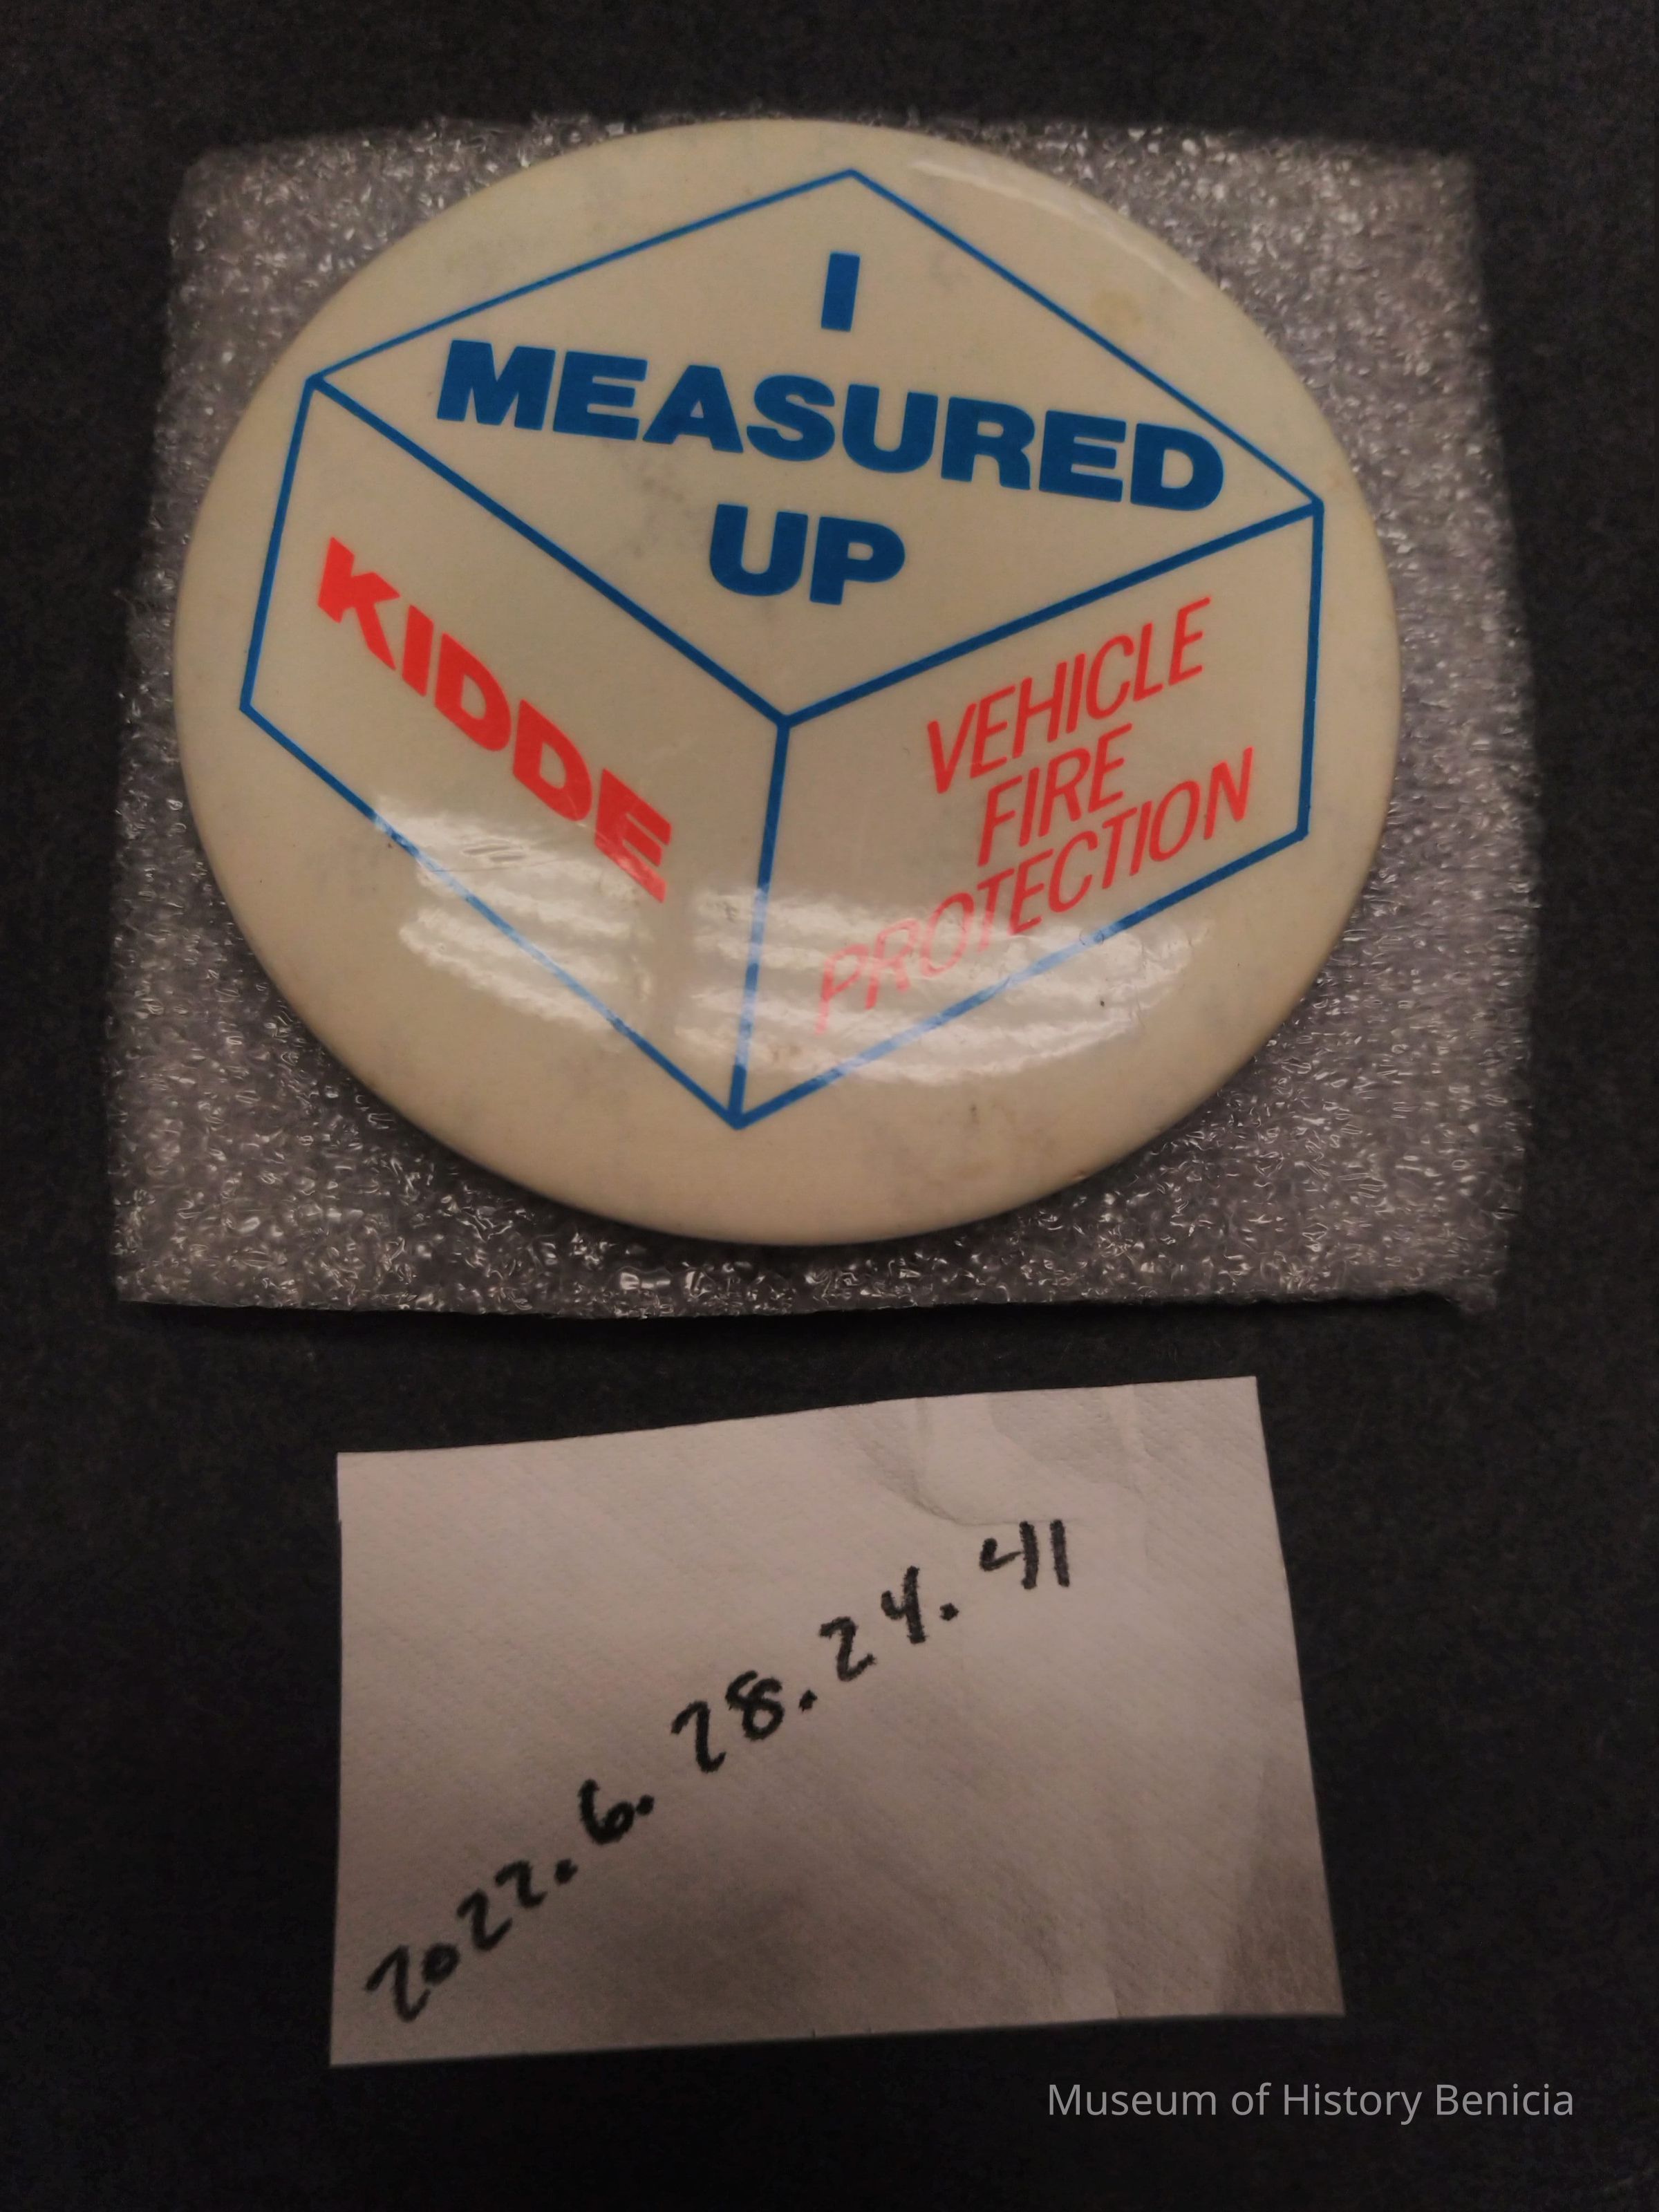 I
MEASURED
UP
KIDDE
VEHICLE
FIRE
PROTECTION
2022.6.28.24.41
Museum of History Benicia